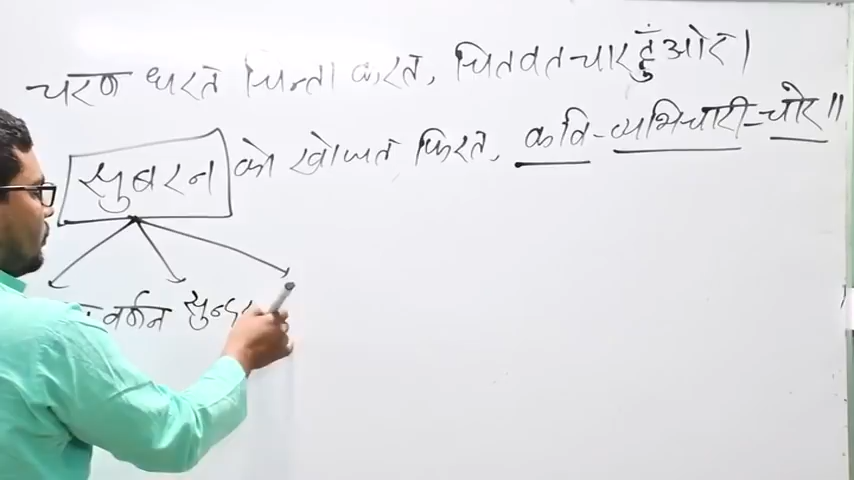 चरण धरत चिन्ता करत, चितवत चारहुँ ओर।
सुबरन को खोजत फिरत, कवि-व्यभिचारी-चोर॥
वर्णन